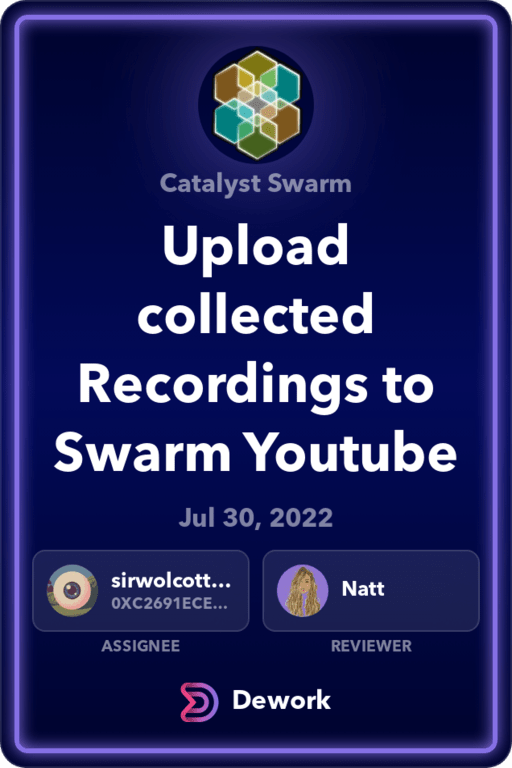 Catalyst Swarm
Upload
collected
Recordings to
Swarm Youtube
Jul 30, 2022
sirwolcott...
0XC2691ECE...
Natt
ASSIGNEE
REVIEWER
Dework